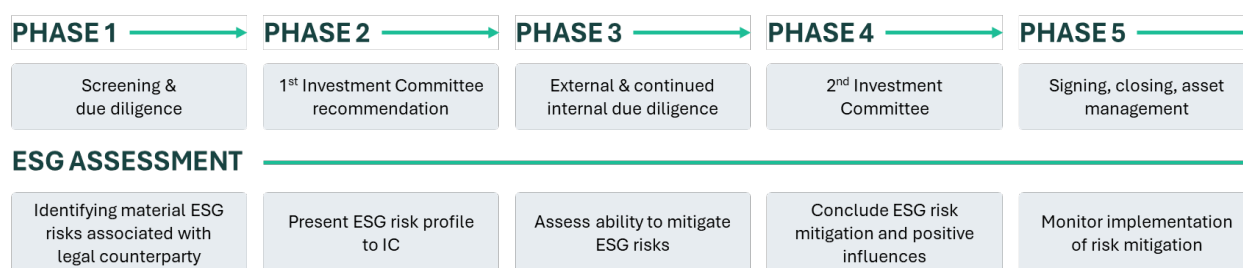 PHASE 1
PHASE 2
PHASE 3
PHASE 4
PHASE 5
Screening &
due diligence
1st Investment Committee
recommendation
External & continued
internal due diligence
2nd Investment
Committee
Signing, closing, asset
management
ESG ASSESSMENT
Identifying material ESG
risks associated with
legal counterparty
Present ESG risk profile
to IC
Assess ability to mitigate
ESG risks
Conclude ESG risk
mitigation and positive
influences
Monitor implementation
of risk mitigation